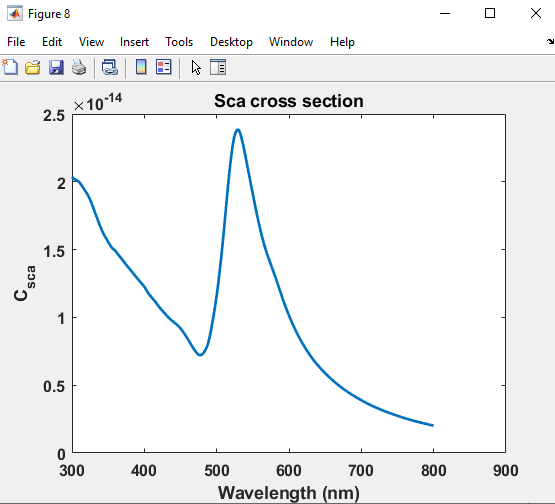 Figure 8
File Edit View Insert Tools Desktop Window Help
Sca cross section
×10-14
2.5
2
1.5
1
0.5
0
C sca
300 400 500 600 700 800 900
Wavelength (nm)